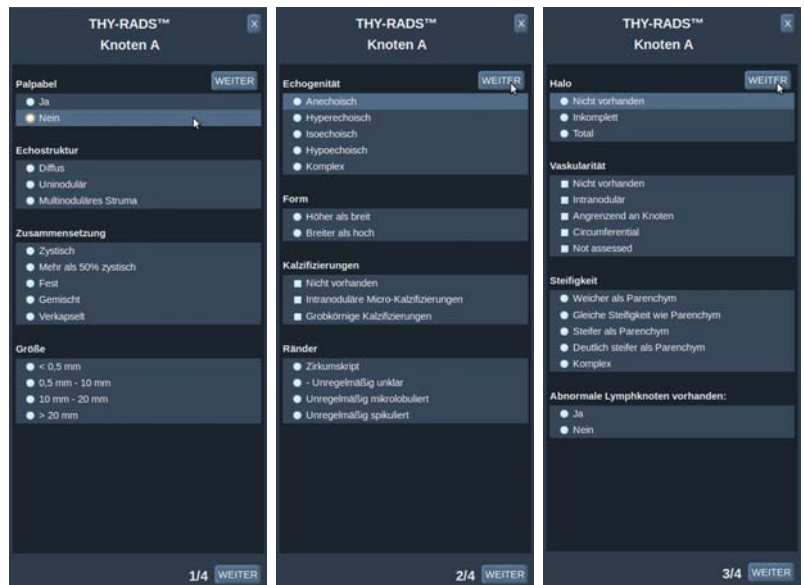 THY-RADS™
X
Knoten A
Palpabel
WEITER
Ja
Nein
Echostruktur
Diffus
Uninodulär
Multinoduläres Struma
Zusammensetzung
Zystisch
Mehr als 50% zystisch
Fest
Gemischt
Verkapselt
Größe
< 0,5 mm
0,5 mm - 10 mm
10 mm - 20 mm
> 20 mm
1/4 WEITER
THY-RADS™
X
Knoten A
Echogenität
WEITER
Anechoisch
Hyperechoisch
Isoechoisch
Hypoechoisch
Komplex
Form
Höher als breit
Breiter als hoch
Kalzifizierungen
Nicht vorhanden
Intranoduläre Micro-Kalzifizierungen
Grobkörnige Kalzifizierungen
Ränder
Zirkumskript
- Unregelmäßig unklar
Unregelmäßig mikrolobuliert
Unregelmäßig spikuliert
2/4 WEITER
THY-RADS™
X
Knoten A
Halo
WEITER
Nicht vorhanden
Inkomplett
Total
Vaskularität
Nicht vorhanden
Intranodulär
Angrenzend an Knoten
Circumferential
Not assessed
Steifigkeit
Weicher als Parenchym
Gleiche Steifigkeit wie Parenchym
Steifer als Parenchym
Deutlich steifer als Parenchym
Komplex
Abnormale Lymphknoten vorhanden:
Ja
Nein
3/4 WEITER